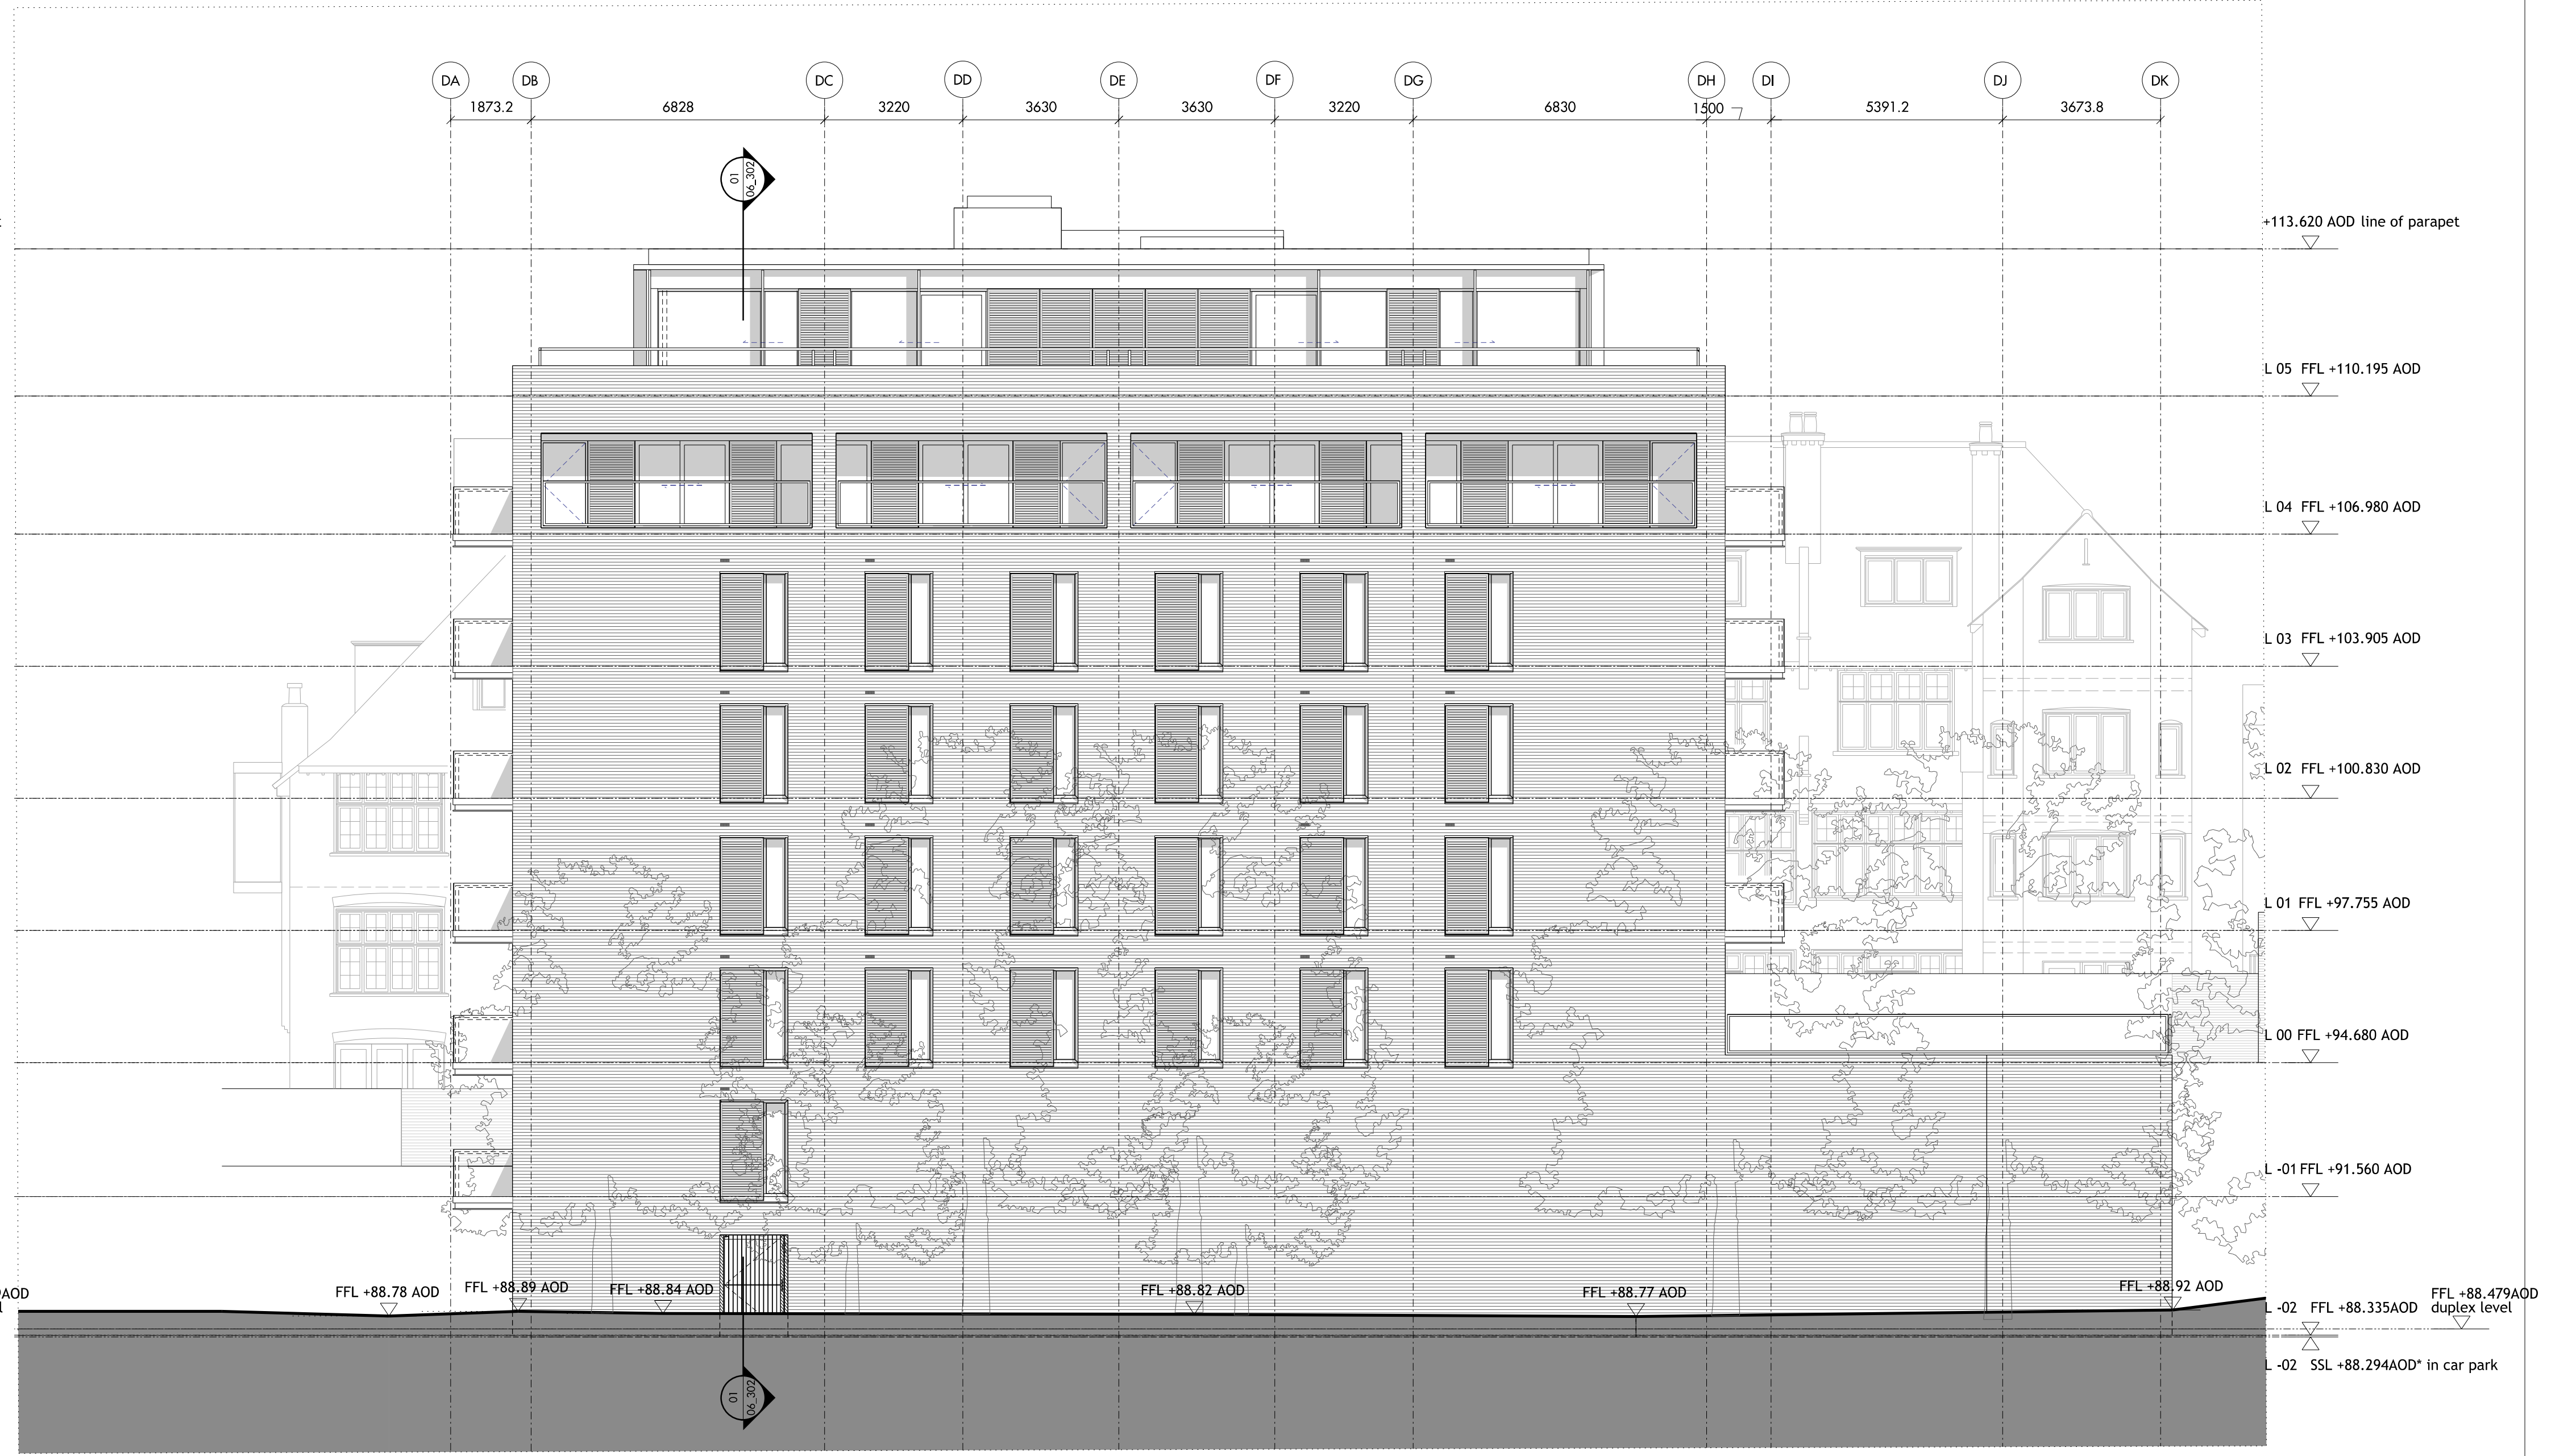 DA DB DC DD DE DF DG DH DI DJ DK
1873.2 6828 3220 3630 3630 3220 6830 1500 5391.2 3673.8
01
06_302
+113.620 AOD line of parapet
L 05 FFL +110.195 AOD
L 04 FFL +106.980 AOD
L 03 FFL +103.905 AOD
L 02 FFL +100.830 AOD
L 01 FFL +97.755 AOD
L 00 FFL +94.680 AOD
L -01 FFL +91.560 AOD
AOD
FFL +88.78 AOD
FFL +88.89 AOD
FFL +88.84 AOD
FFL +88.82 AOD
FFL +88.77 AOD
FFL +88.92 AOD
L -02 FFL +88.335AOD
FFL +88.479AOD
duplex level
L -02 SSL +88.294AOD* in car park
01
06_302